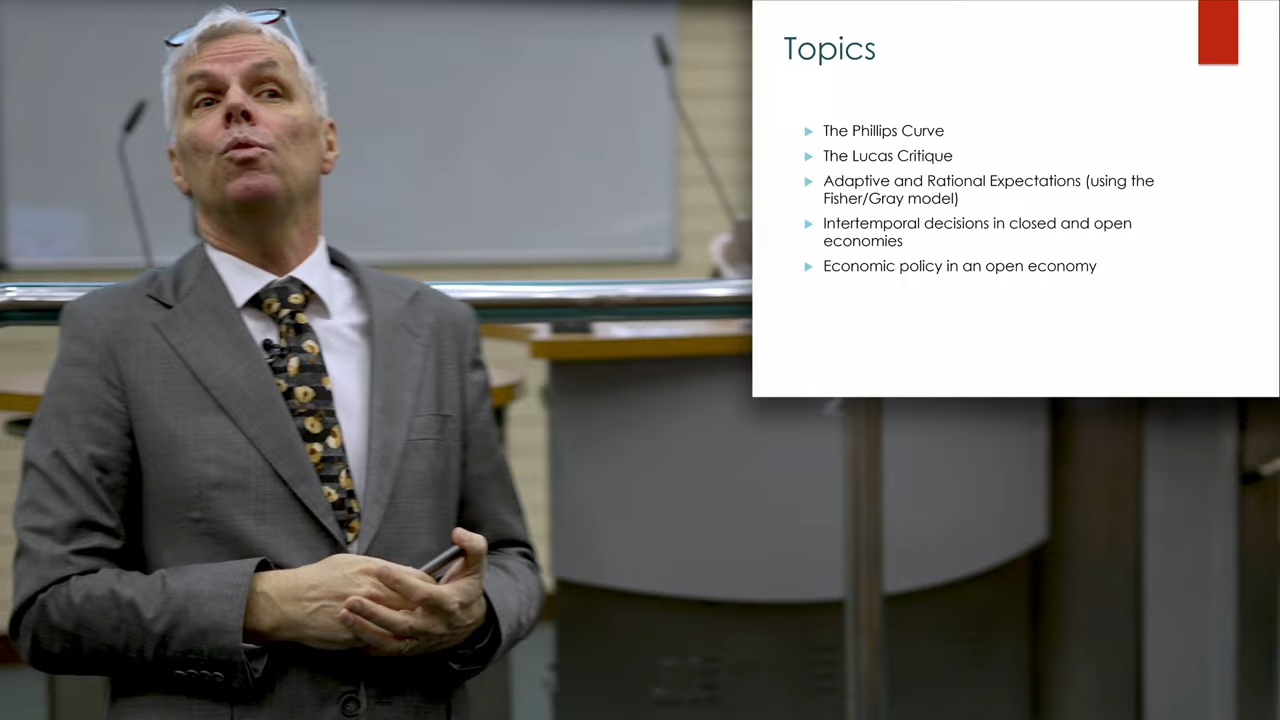 Topics
The Phillips Curve
The Lucas Critique
Adaptive and Rational Expectations (using the
Fisher/Gray model)
Intertemporal decisions in closed and open
economies
Economic policy in an open economy